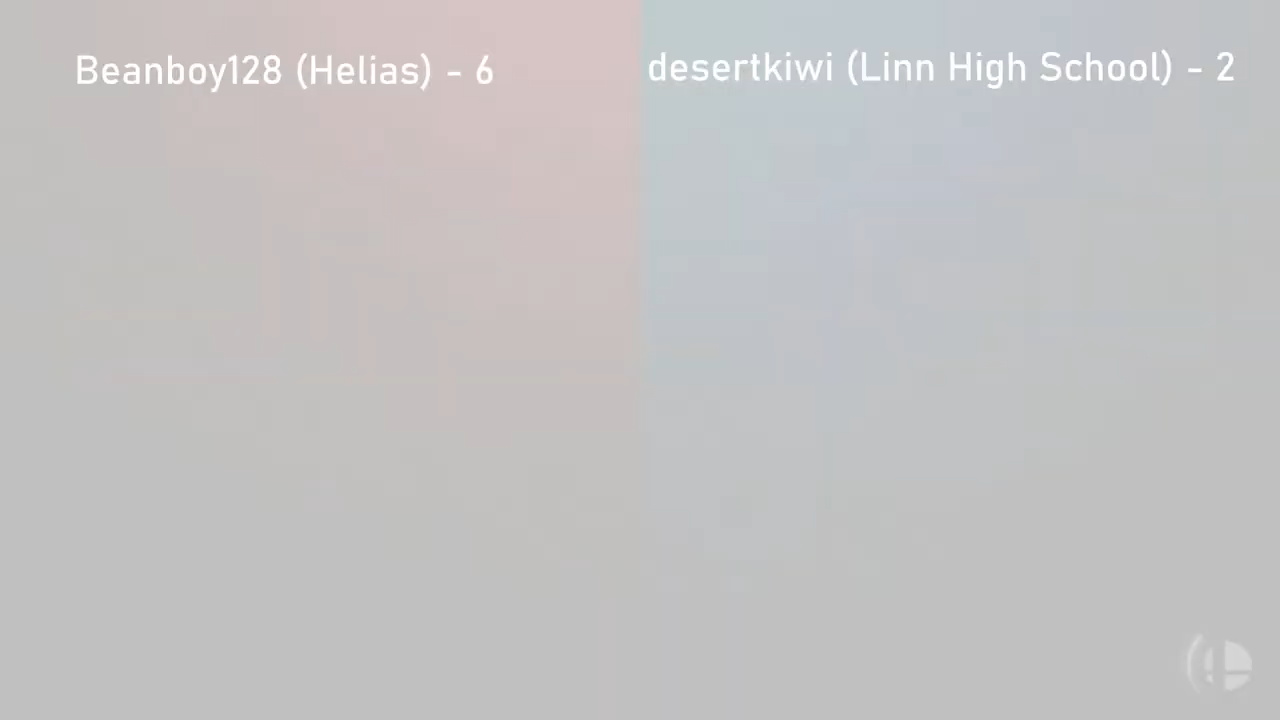 Beanboy128 (Helias) - 6
desertkiwi (Linn High School) - 2